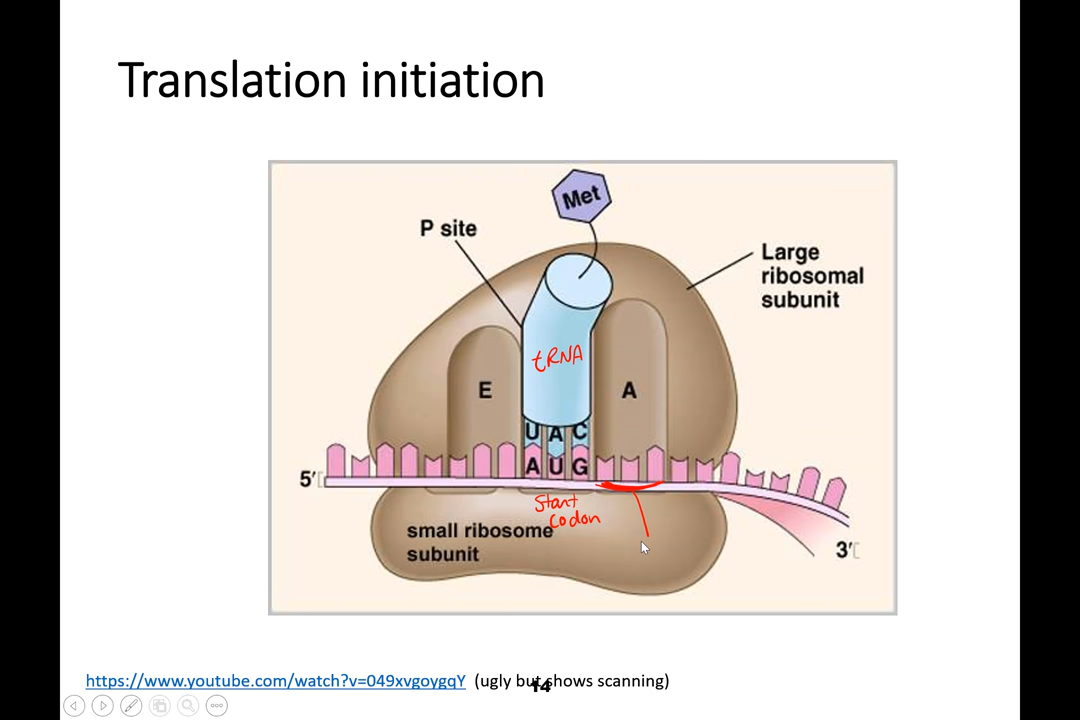 Translation initiation
Met
P site
Large
ribosomal
subunit
tRNA
E
A
UAC
5′
AUG
Start
codon
small ribosome
subunit
3′
https://www.youtube.com/watch?v=049xvgoygqY (ugly but shows scanning)
14